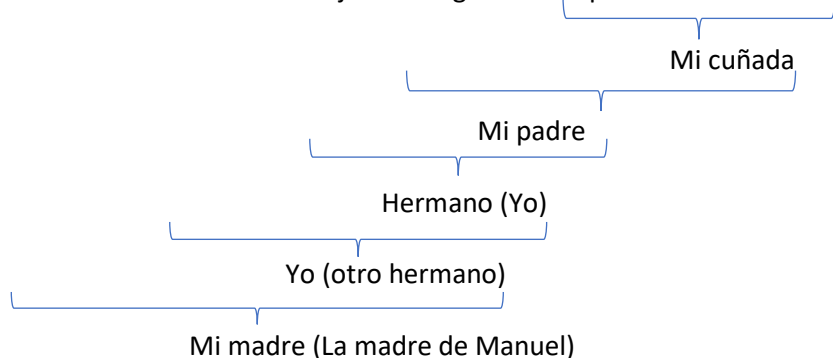 Mi cuñada
Mi padre
Hermano (Yo)
Yo (otro hermano)
Mi madre (La madre de Manuel)